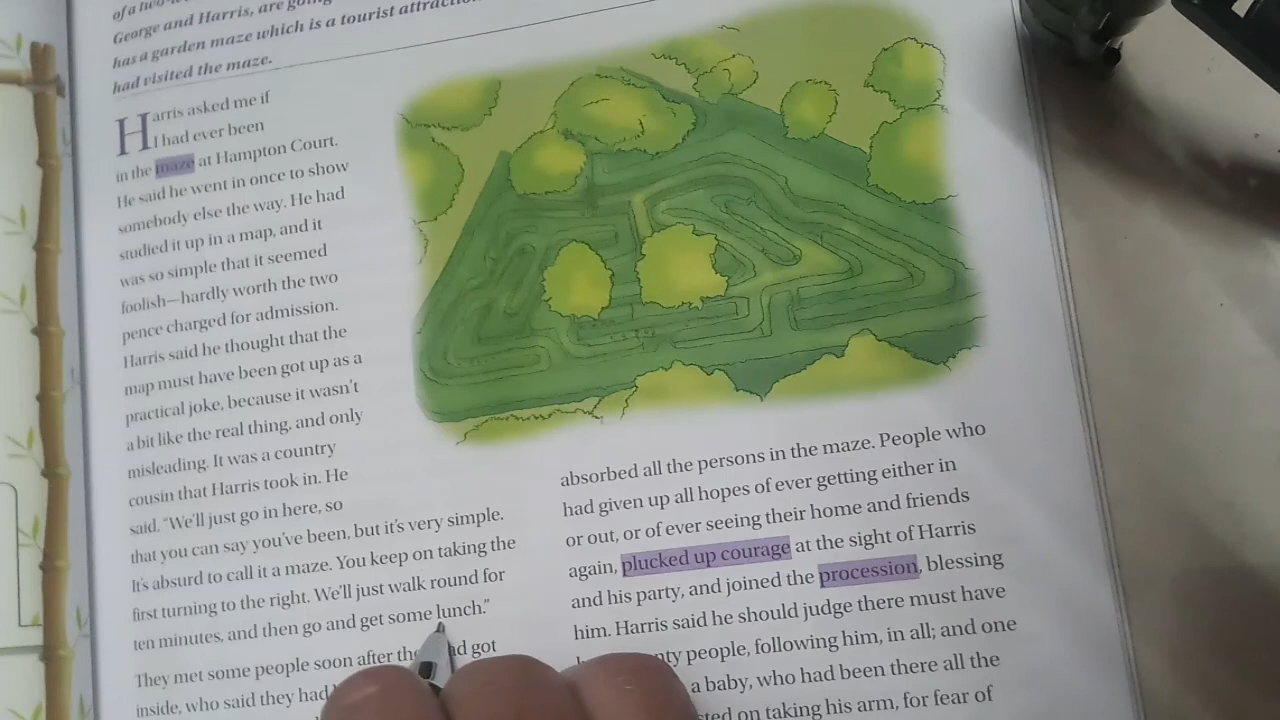 of a
George and Harris, are going
has a garden maze which is a tourist attraction
had visited the maze.
Harris asked me if
I had ever been
in the maze at Hampton Court.
He said he went in once to show
somebody else the way. He had
studied it up in a map, and it
was so simple that it seemed
foolish—hardly worth the two
pence charged for admission.
Harris said he thought that the
map must have been got up as a
practical joke, because it wasn't
a bit like the real thing, and only
misleading. It was a country
cousin that Harris took in. He
said, "We'll just go in here, so
that you can say you've been, but it's very simple.
It's absurd to call it a maze. You keep on taking the
first turning to the right. We'll just walk round for
ten minutes, and then go and get some lunch."
They met some people soon after they had got
inside, who said they had
absorbed all the persons in the maze. People who
had given up all hopes of ever getting either in
or out, or of ever seeing their home and friends
again, plucked up courage at the sight of Harris
and his party, and joined the procession, blessing
him. Harris said he should judge there must have
people, following him, in all; and one
a baby, who had been there all the
on taking his arm, for fear of